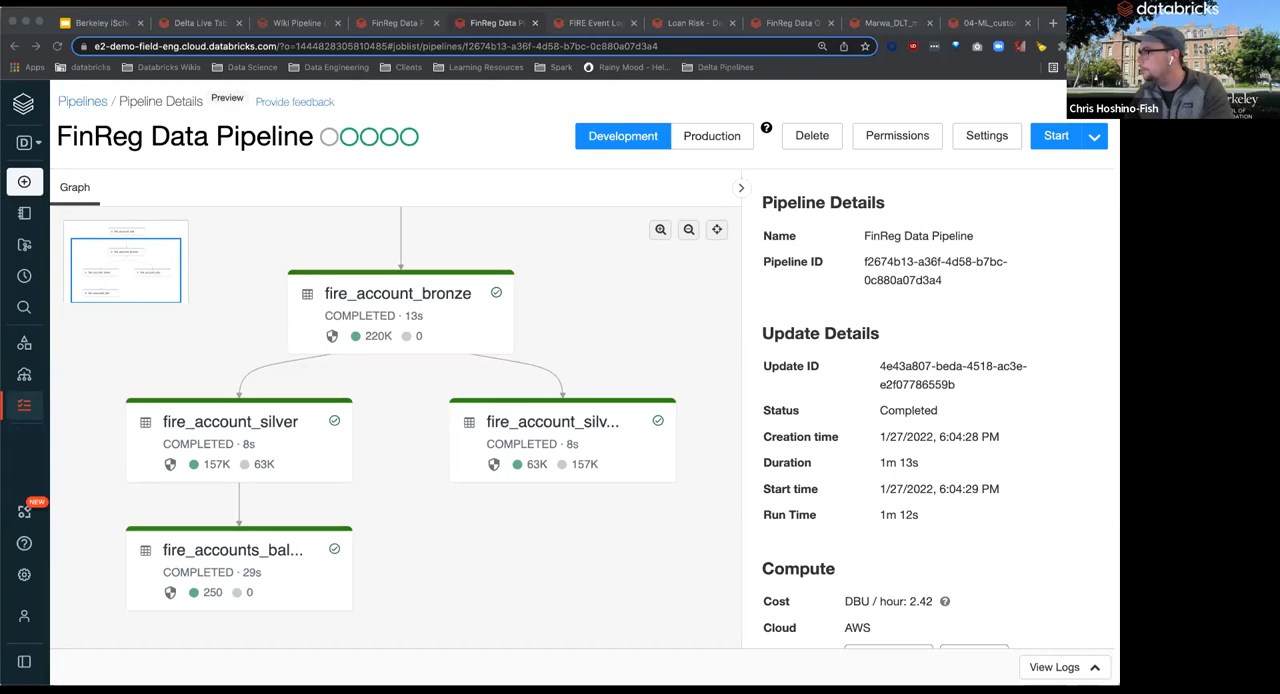 Berkeley iSch
Delta Live Tab
Wiki Pipeline (
FinReg Data P
FinReg Data Pi
FIRE Event Lo
Loan Risk - Da
FinReg Data O
Marwa_DLT_m
04-ML_custom
databricks
e2-demo-field-eng.cloud.databricks.com/?o=1444828305810485#joblist/pipelines/f2674b13-a36f-4d58-b7bc-0c880a07d3a4
Apps
databricks
Databricks Wikis
Data Science
Data Engineering
Clients
Learning Resources
Spark
Rainy Mood - Hel...
Delta Pipelines
Chris Hoshino-Fish
Pipelines / Pipeline Details
Preview
Provide feedback
FinReg Data Pipeline
Development
Production
Delete
Permissions
Settings
Start
Graph
fire_account_bronze
COMPLETED · 13s
220K
0
fire_account_silver
COMPLETED · 8s
157K
63K
fire_account_silv...
COMPLETED · 8s
63K
157K
fire_accounts_bal...
COMPLETED · 29s
250
0
Pipeline Details
Name FinReg Data Pipeline
Pipeline ID f2674b13-a36f-4d58-b7bc-
0c880a07d3a4
Update Details
Update ID 4e43a807-beda-4518-ac3e-
e2f07786559b
Status Completed
Creation time 1/27/2022, 6:04:28 PM
Duration 1m 13s
Start time 1/27/2022, 6:04:29 PM
Run Time 1m 12s
Compute
Cost DBU / hour: 2.42
Cloud AWS
View Logs
NEW
D